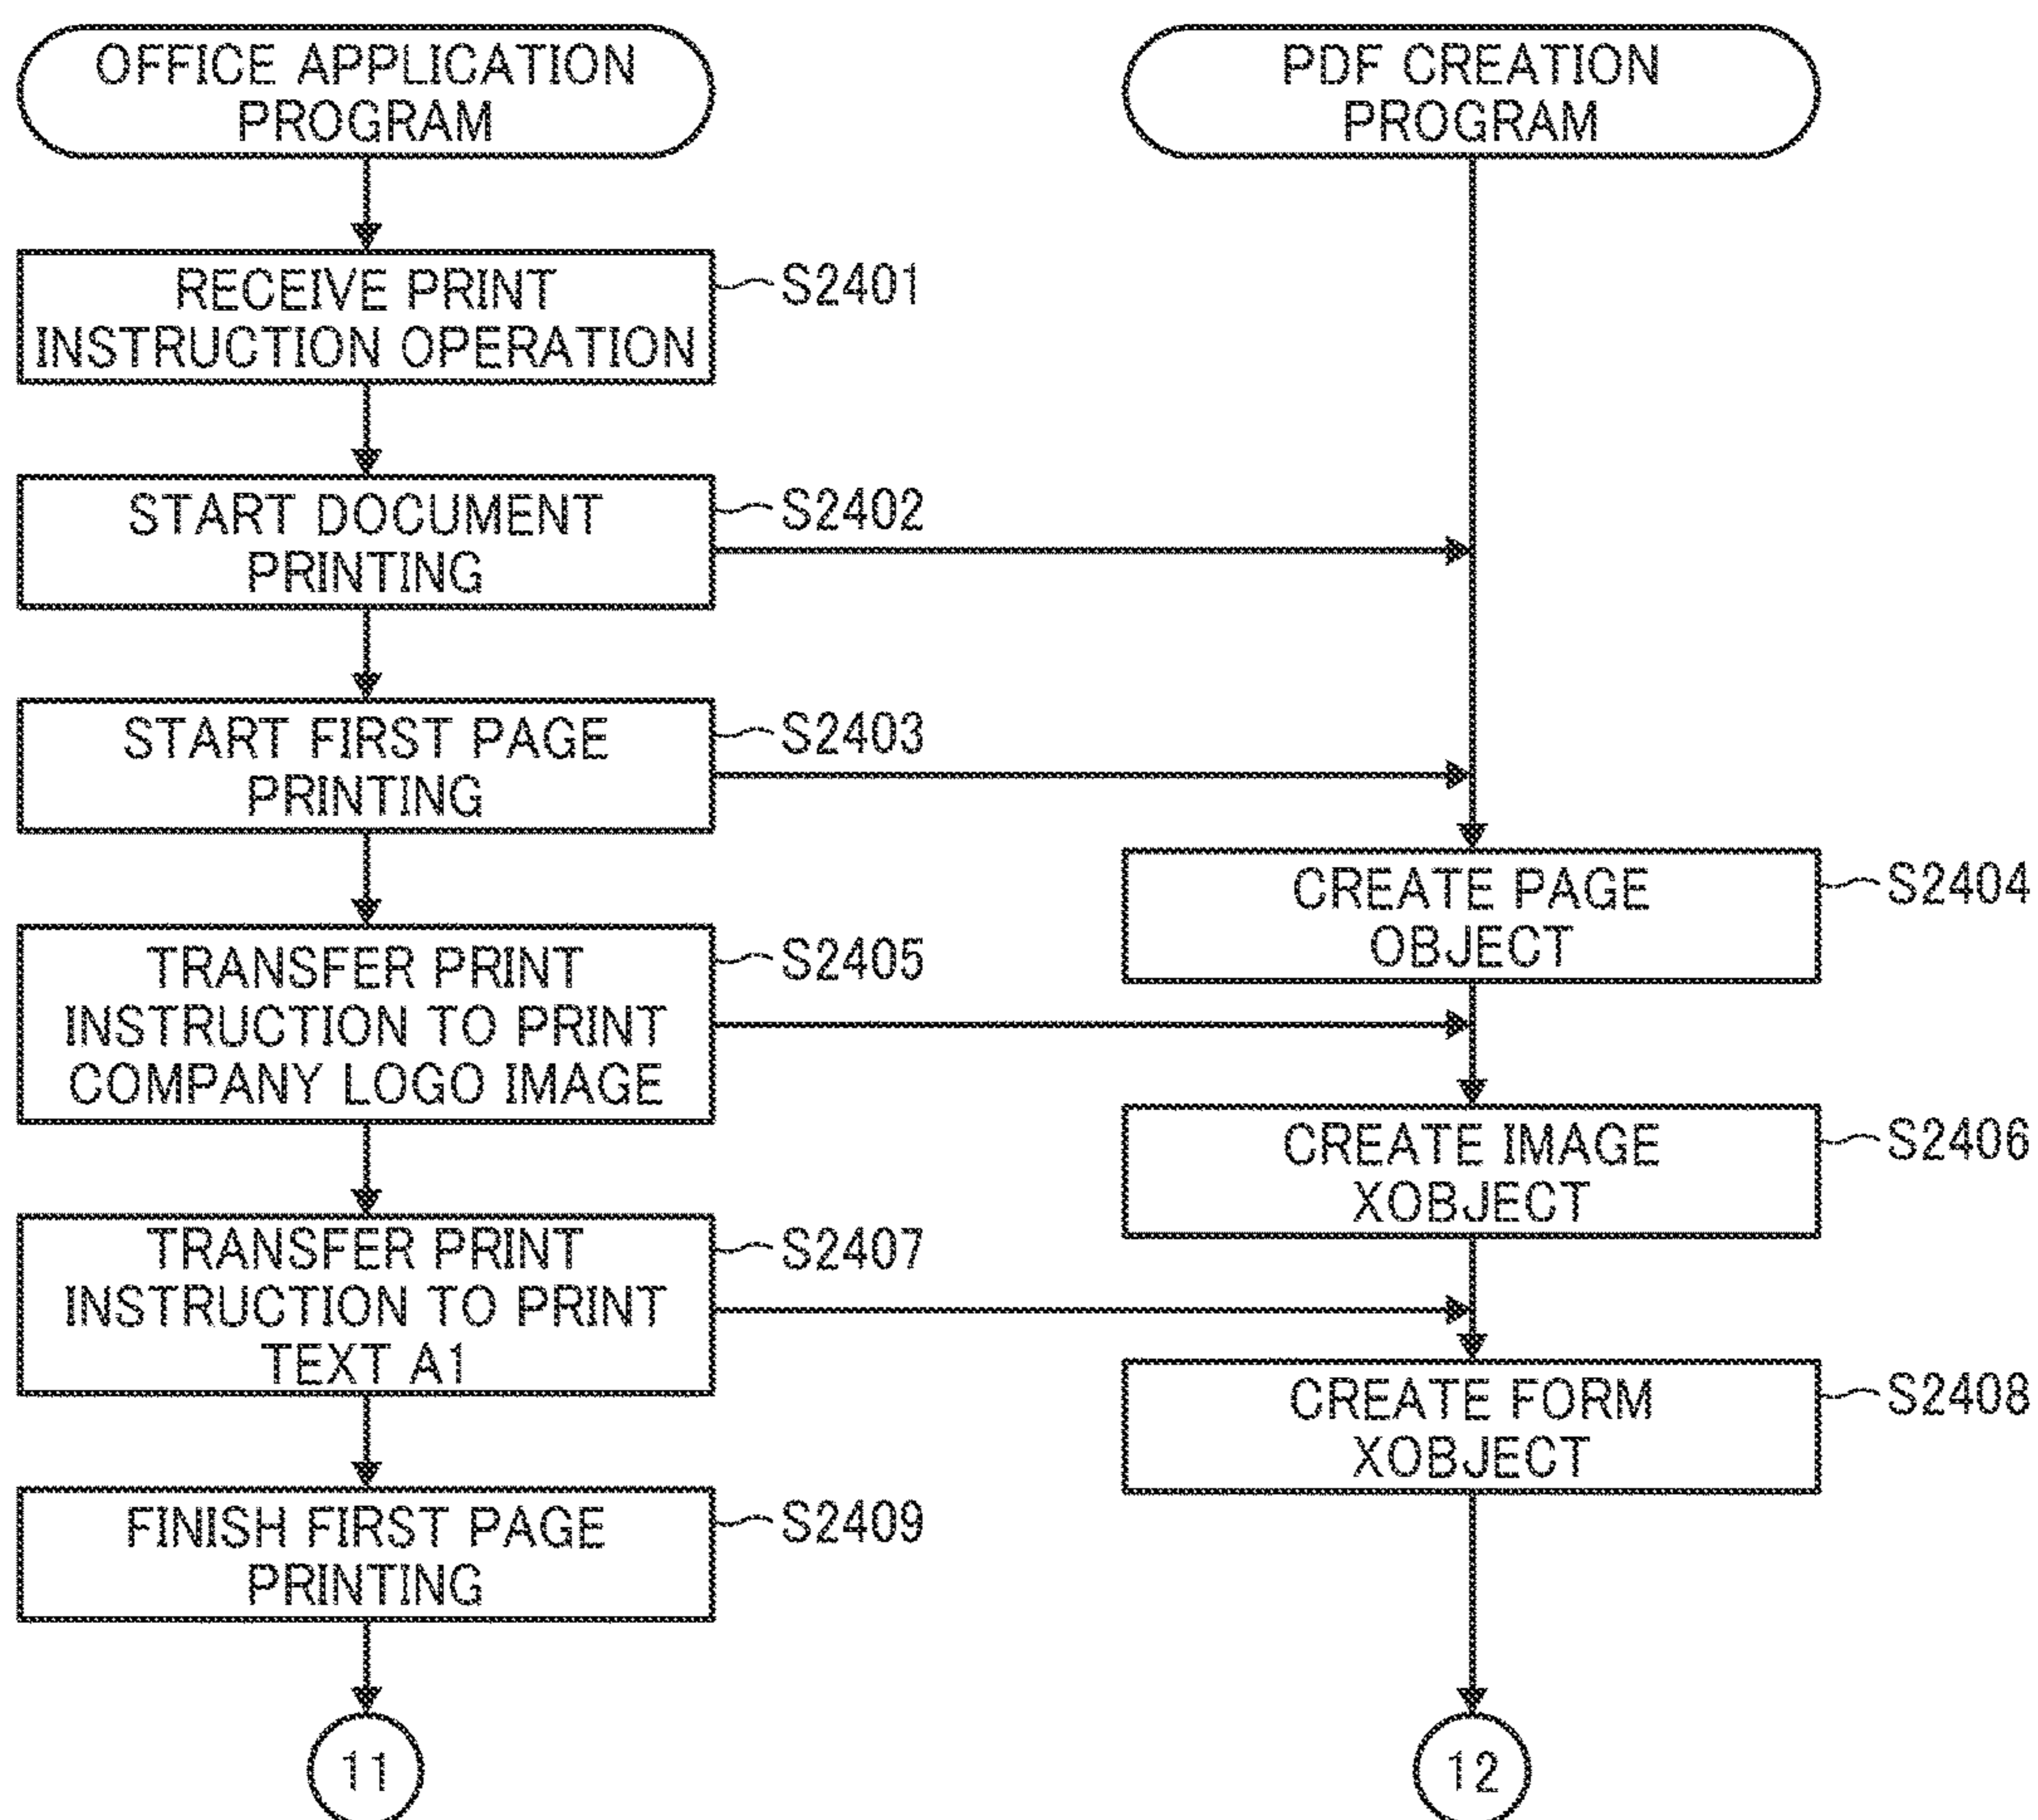 OFFICE APPLICATION
PROGRAM
PDF CREATION
PROGRAM
RECEIVE PRINT
INSTRUCTION OPERATION
S2401
START DOCUMENT
PRINTING
S2402
START FIRST PAGE
PRINTING
S2403
CREATE PAGE
OBJECT
S2404
TRANSFER PRINT
INSTRUCTION TO PRINT
COMPANY LOGO IMAGE
S2405
CREATE IMAGE
XOBJECT
S2406
TRANSFER PRINT
INSTRUCTION TO PRINT
TEXT A1
S2407
CREATE FORM
XOBJECT
S2408
FINISH FIRST PAGE
PRINTING
S2409
11
12